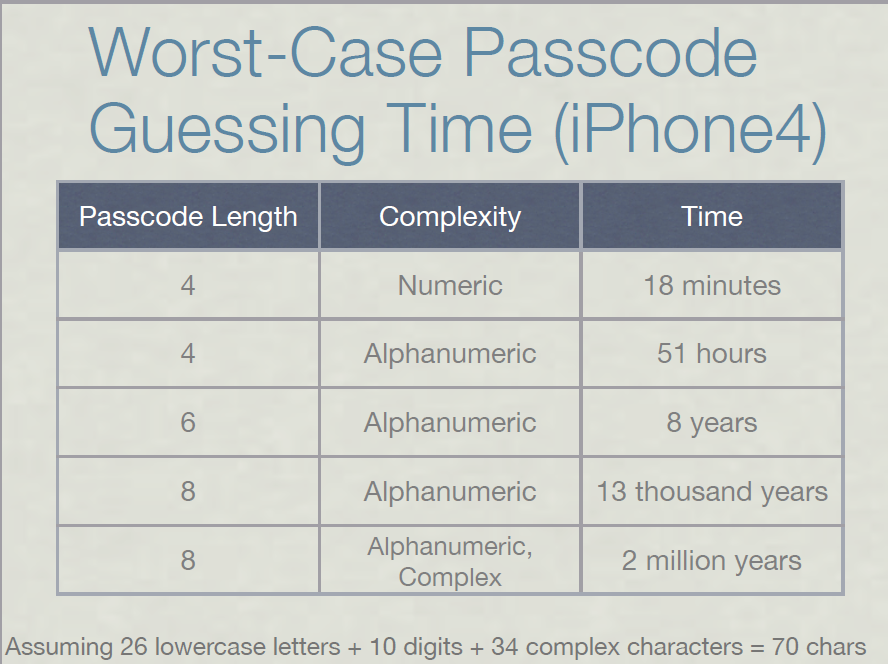 Worst-Case Passcode
Guessing Time (iPhone4)
Passcode Length Complexity Time
4 Numeric 18 minutes
4 Alphanumeric 51 hours
6 Alphanumeric 8 years
8 Alphanumeric 13 thousand years
8 Alphanumeric, Complex 2 million years
Assuming 26 lowercase letters + 10 digits + 34 complex characters = 70 chars